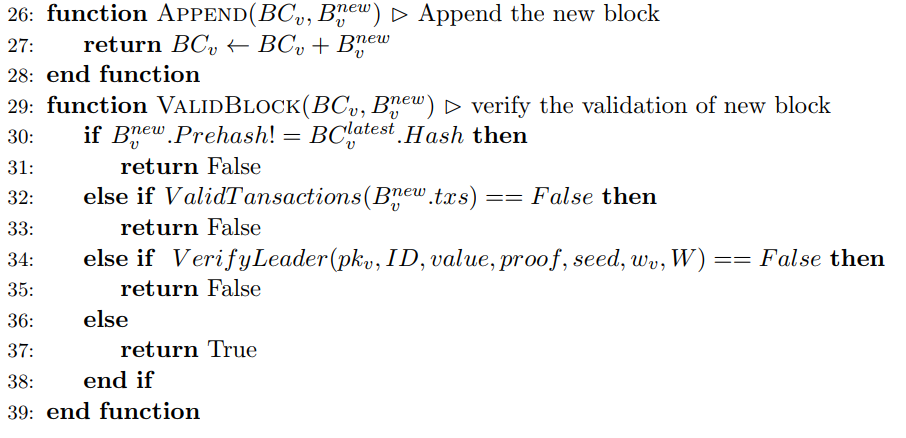 26: function APPEND(BC_v, B_v^{new}) ▷ Append the new block
27: return BC_v ← BC_v + B_v^{new}
28: end function
29: function VALIDBLOCK(BC_v, B_v^{new}) ▷ verify the validation of new block
30: if B_v^{new}.Prehash! = BC_v^{latest}.Hash then
31: return False
32: else if ValidTansactions(B_v^{new}.txs) == False then
33: return False
34: else if VerifyLeader(pk_v, ID, value, proof, seed, w_v, W) == False then
35: return False
36: else
37: return True
38: end if
39: end function